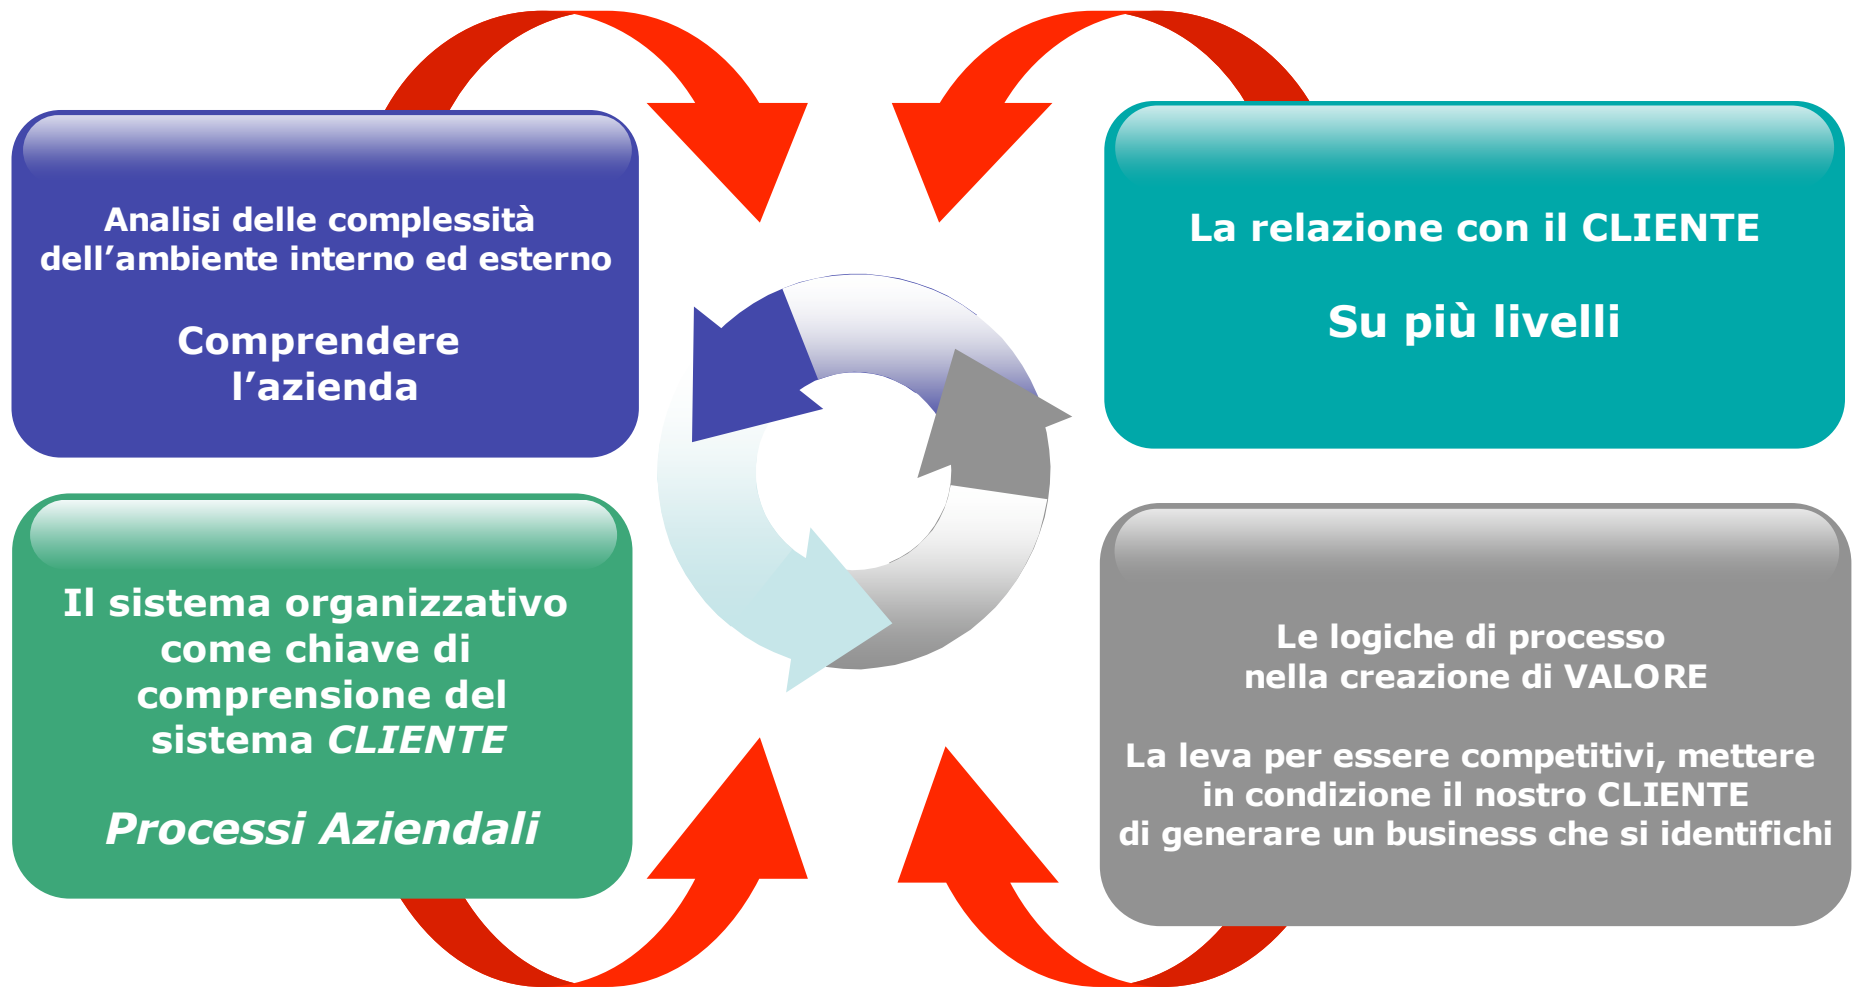 Analisi delle complessità
dell’ambiente interno ed esterno
Comprendere
l’azienda
La relazione con il CLIENTE
Su più livelli
Il sistema organizzativo
come chiave di
comprensione del
sistema CLIENTE
Processi Aziendali
Le logiche di processo
nella creazione di VALORE
La leva per essere competitivi, mettere
in condizione il nostro CLIENTE
di generare un business che si identifichi